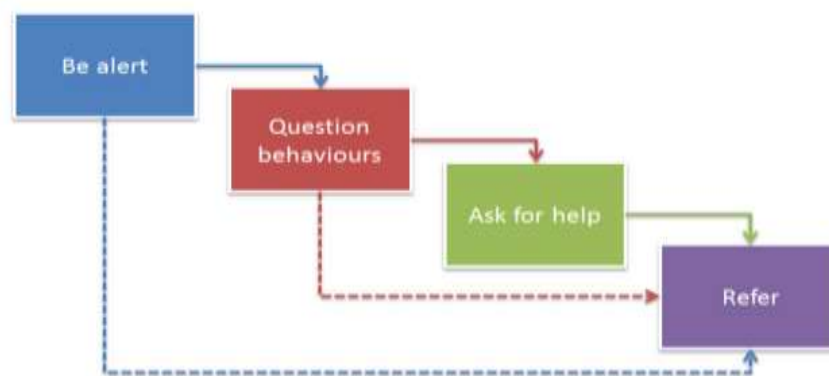 Be alert
Question
behaviours
Ask for help
Refer